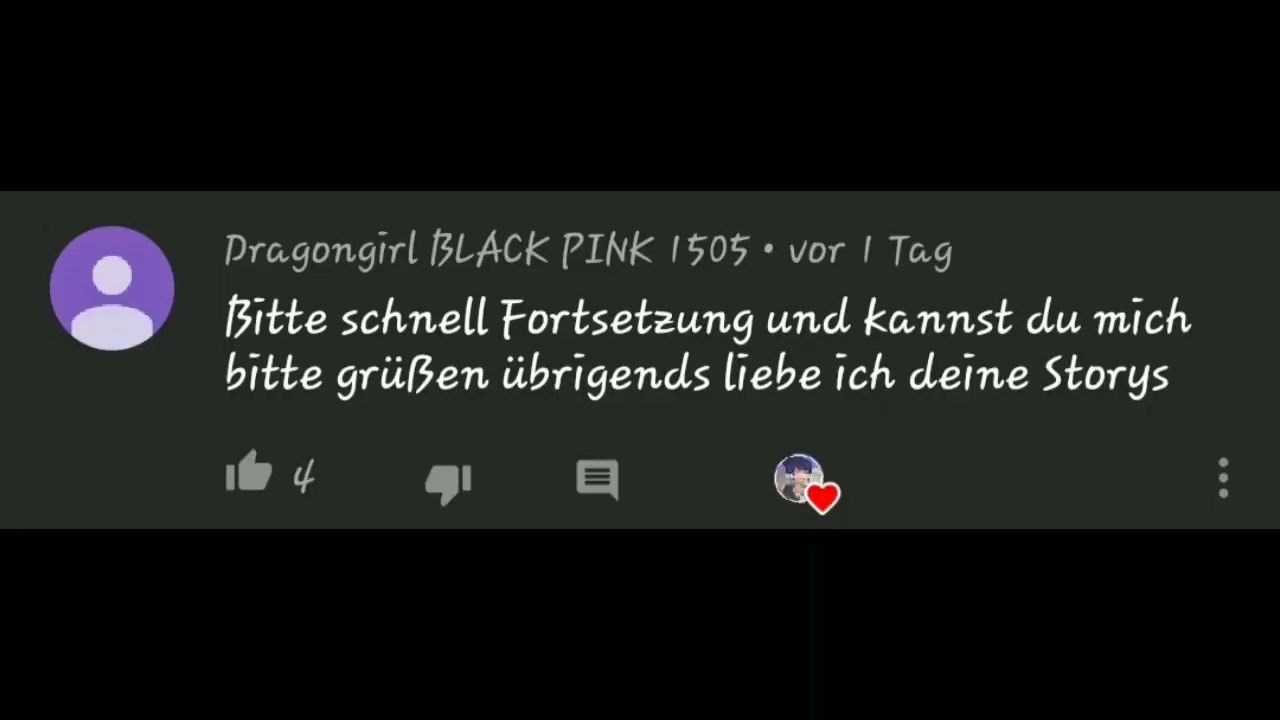 Dragongirl BLACK PINK 1505 • vor 1 Tag
Bitte schnell Fortsetzung und kannst du mich
bitte grüßen übrigends liebe ich deine Storys
4